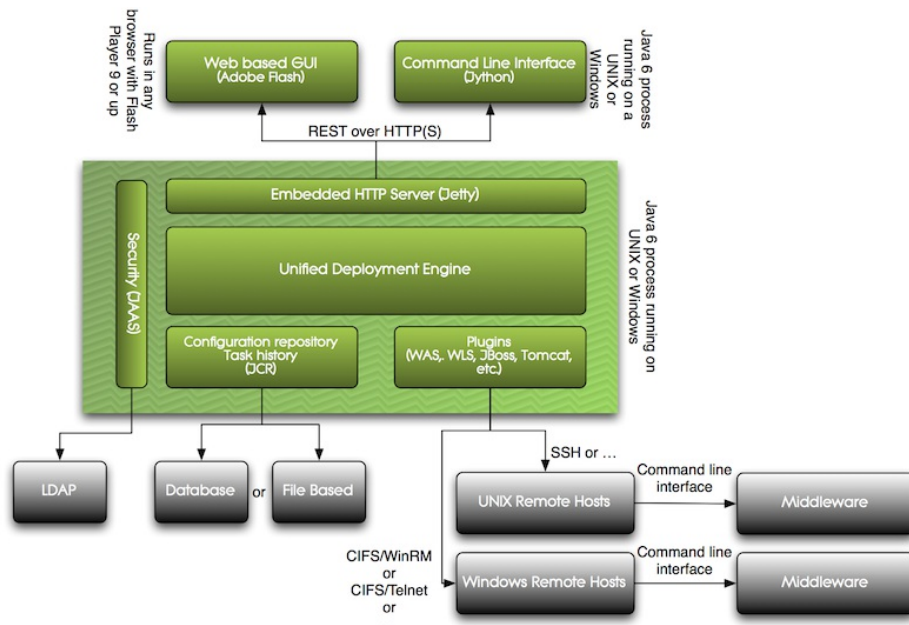 Runs in any
browser with Flash
Player 9 or up
Web based GUI
(Adobe Flash)
Command Line Interface
(Jython)
Java 6 process
running on a
UNIX or
Windows
REST over HTTP(S)
Embedded HTTP Server (Jetty)
Security (JAAS)
Unified Deployment Engine
Java 6 process running on
UNIX or Windows
Configuration repository
Task history
(JCR)
Plugins
(WAS,. WLS, JBoss, Tomcat,
etc.)
SSH or …
LDAP
Database
or
File Based
UNIX Remote Hosts
Command line
interface
Middleware
CIFS/WinRM
or
CIFS/Telnet
or
Windows Remote Hosts
Command line
interface
Middleware